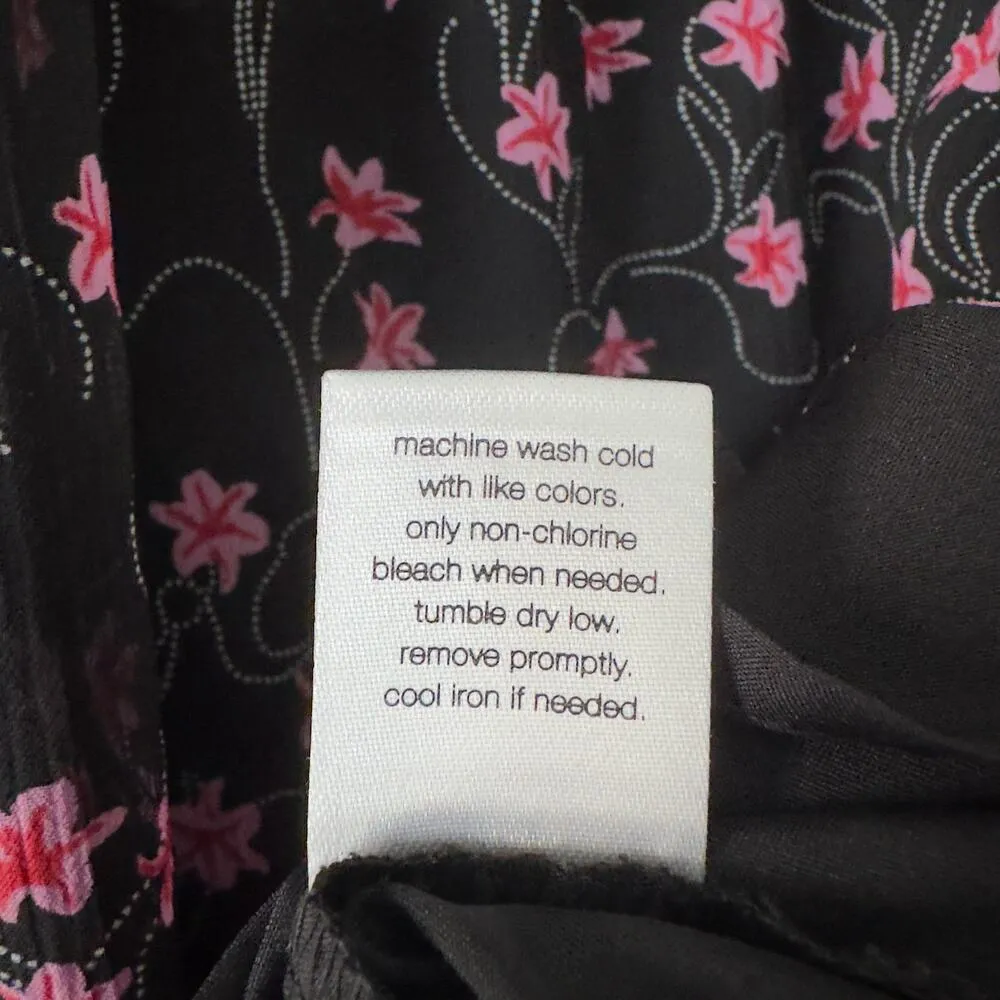 machine wash cold
with like colors.
only non-chlorine
bleach when needed.
tumble dry low.
remove promptly.
cool iron if needed.